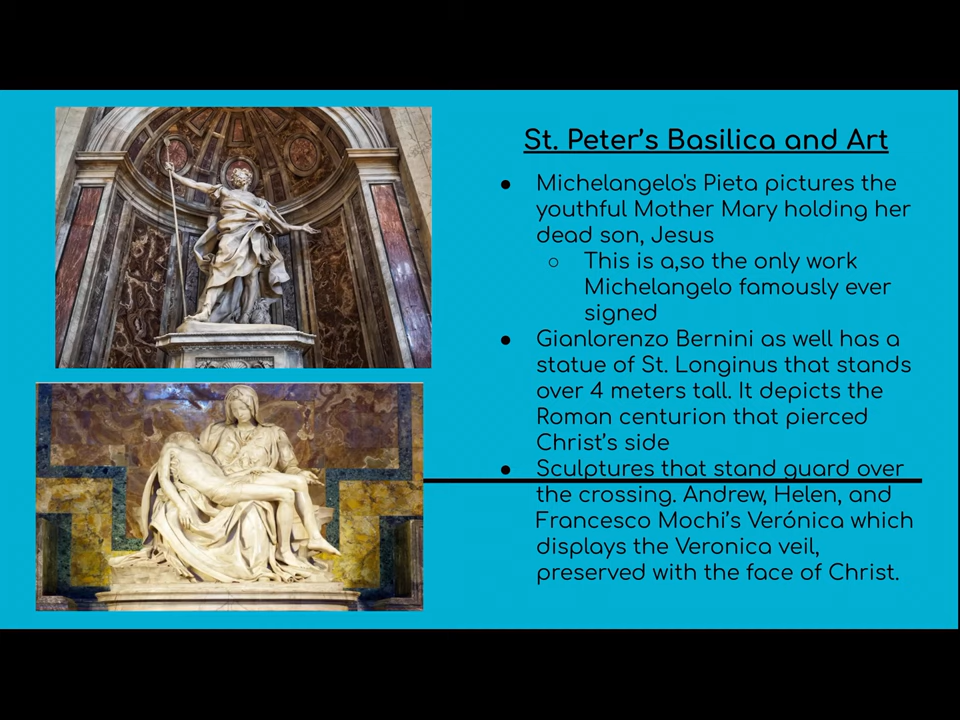 St. Peter's Basilica and Art
● Michelangelo's Pieta pictures the
youthful Mother Mary holding her
dead son, Jesus
○ This is a,so the only work
Michelangelo famously ever
signed
● Gianlorenzo Bernini as well has a
statue of St. Longinus that stands
over 4 meters tall. It depicts the
Roman centurion that pierced
Christ's side
● Sculptures that stand guard over
the crossing. Andrew, Helen, and
Francesco Mochi's Verónica which
displays the Veronica veil,
preserved with the face of Christ.